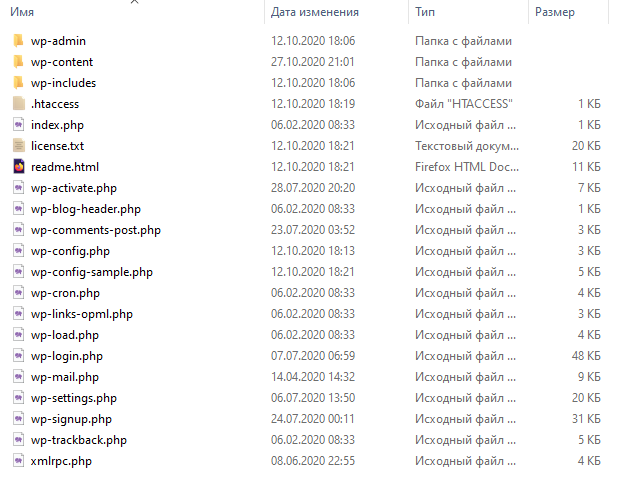 Имя Дата изменения Тип Размер
wp-admin 12.10.2020 18:06 Папка с файлами
wp-content 27.10.2020 21:01 Папка с файлами
wp-includes 12.10.2020 18:06 Папка с файлами
.htaccess 12.10.2020 18:19 Файл "HTACCESS" 1 КБ
index.php 06.02.2020 08:33 Исходный файл ... 1 КБ
license.txt 12.10.2020 18:21 Текстовый докум... 20 КБ
readme.html 12.10.2020 18:21 Firefox HTML Doc... 11 КБ
wp-activate.php 28.07.2020 20:20 Исходный файл ... 7 КБ
wp-blog-header.php 06.02.2020 08:33 Исходный файл ... 1 КБ
wp-comments-post.php 23.07.2020 03:52 Исходный файл ... 3 КБ
wp-config.php 12.10.2020 18:13 Исходный файл ... 3 КБ
wp-config-sample.php 12.10.2020 18:21 Исходный файл ... 5 КБ
wp-cron.php 06.02.2020 08:33 Исходный файл ... 4 КБ
wp-links-opml.php 06.02.2020 08:33 Исходный файл ... 3 КБ
wp-load.php 06.02.2020 08:33 Исходный файл ... 4 КБ
wp-login.php 07.07.2020 06:59 Исходный файл ... 48 КБ
wp-mail.php 14.04.2020 14:32 Исходный файл ... 9 КБ
wp-settings.php 06.07.2020 13:50 Исходный файл ... 20 КБ
wp-signup.php 24.07.2020 00:11 Исходный файл ... 31 КБ
wp-trackback.php 06.02.2020 08:33 Исходный файл ... 5 КБ
xmlrpc.php 08.06.2020 22:55 Исходный файл ... 4 КБ